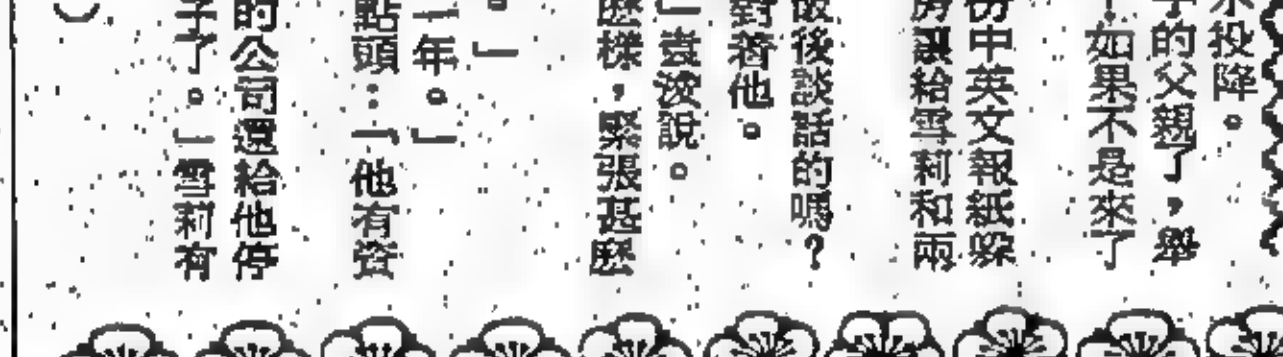 不投降。
子的父親了，舉
！如果不是來了
份中英文報紙躲
房讓給雪莉和兩
飯後談話的嗎？
對着他。
」袁波說。
麼樣，緊張甚麼
。」
一年。」
點頭：「他有資
的公司還給他停
子了。」雪莉有